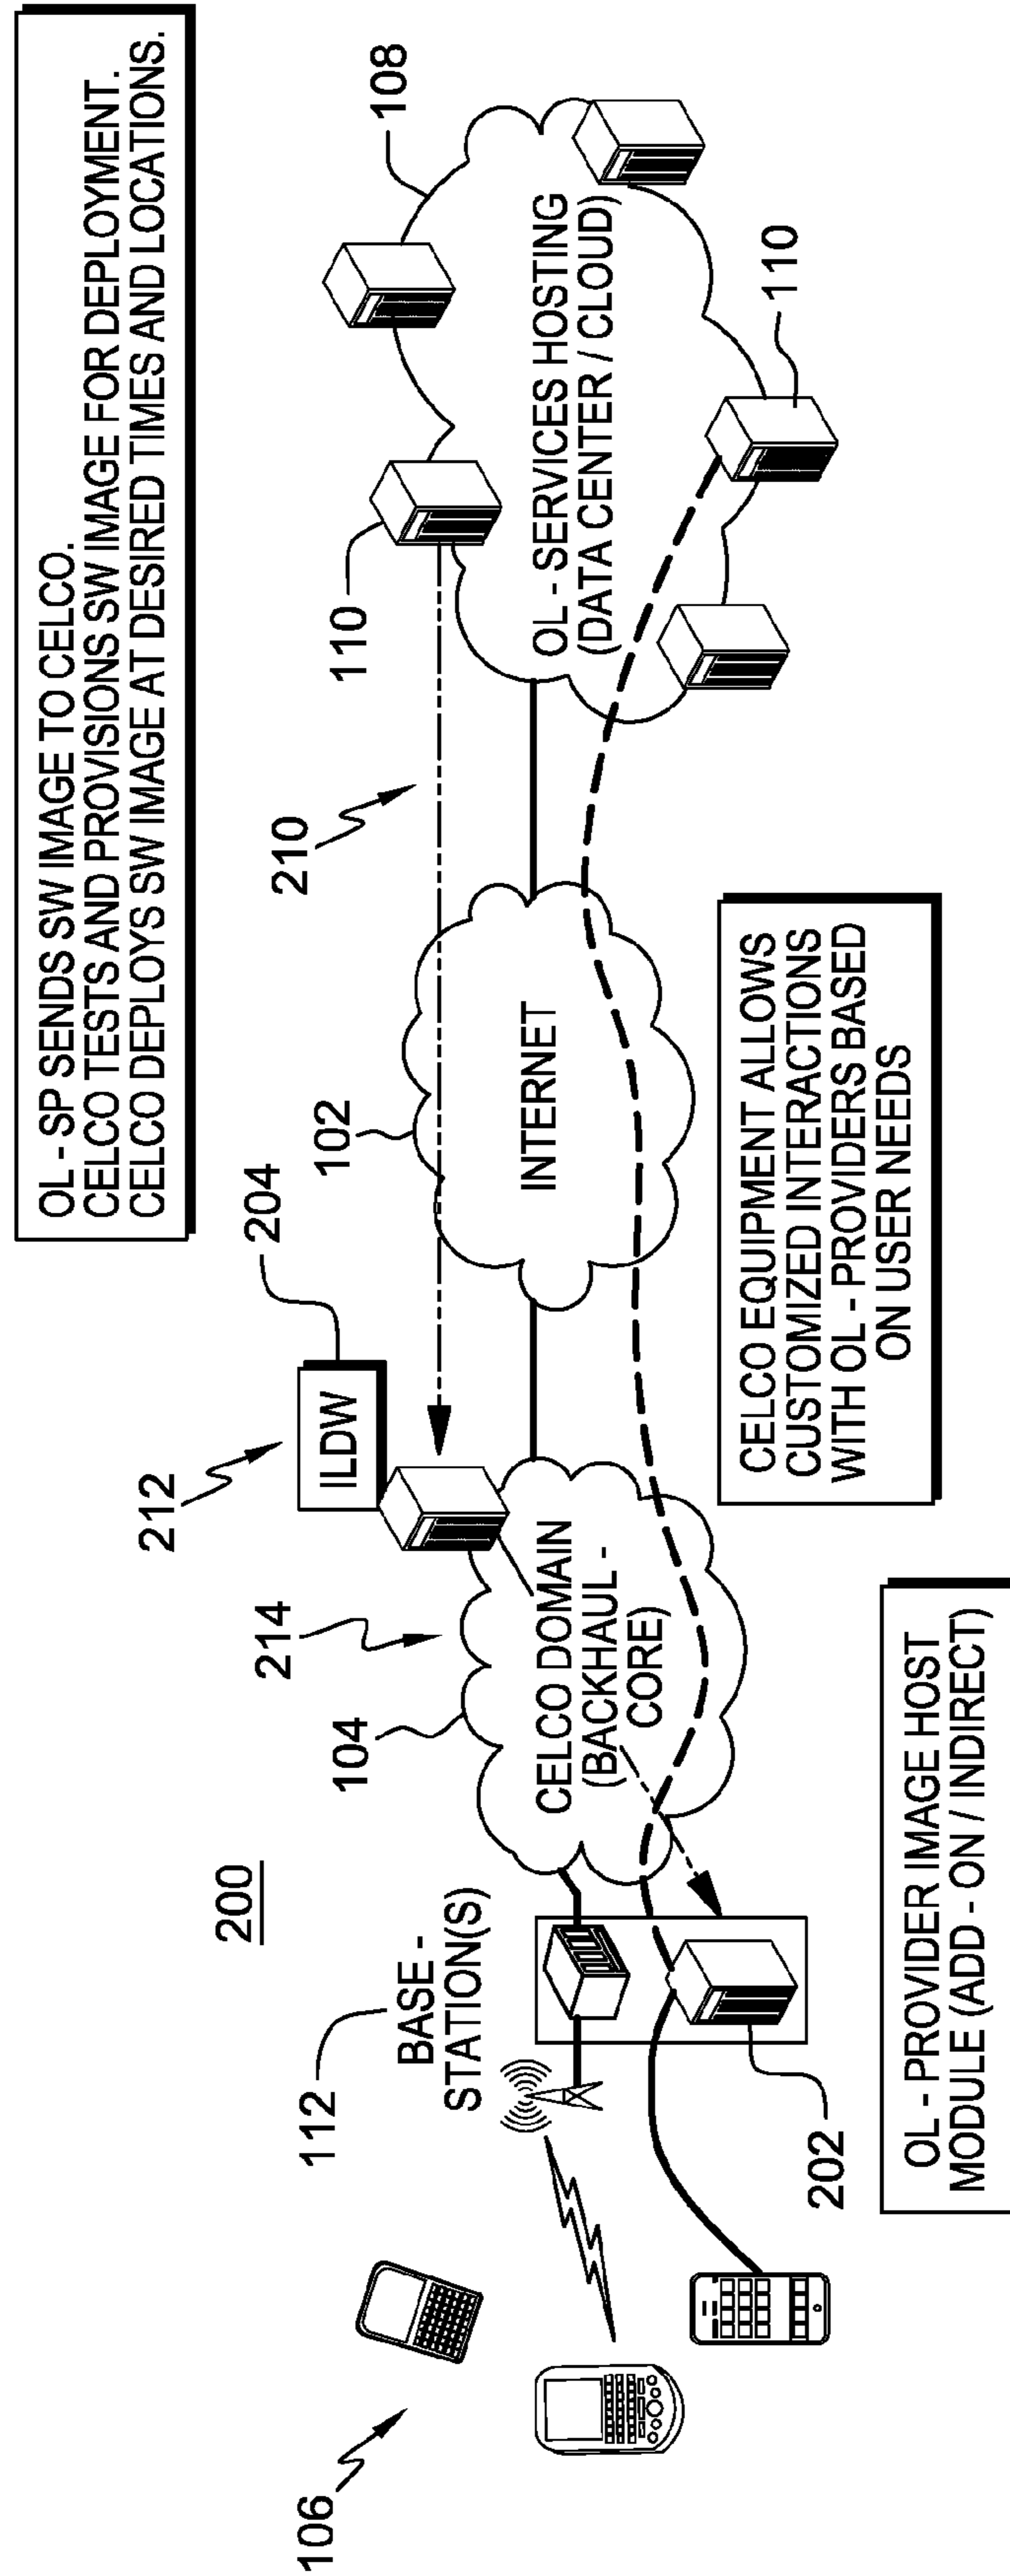 OL - SP SENDS SW IMAGE TO CELCO.
CELCO TESTS AND PROVISIONS SW IMAGE FOR DEPLOYMENT.
CELCO DEPLOYS SW IMAGE AT DESIRED TIMES AND LOCATIONS.
200
212
ILDW
204
210
110
108
214
104
102
106
112
BASE -
STATION(S)
CELCO DOMAIN
(BACKHAUL -
CORE)
INTERNET
OL - SERVICES HOSTING
(DATA CENTER / CLOUD)
110
202
CELCO EQUIPMENT ALLOWS
CUSTOMIZED INTERACTIONS
WITH OL - PROVIDERS BASED
ON USER NEEDS
OL - PROVIDER IMAGE HOST
MODULE (ADD - ON / INDIRECT)